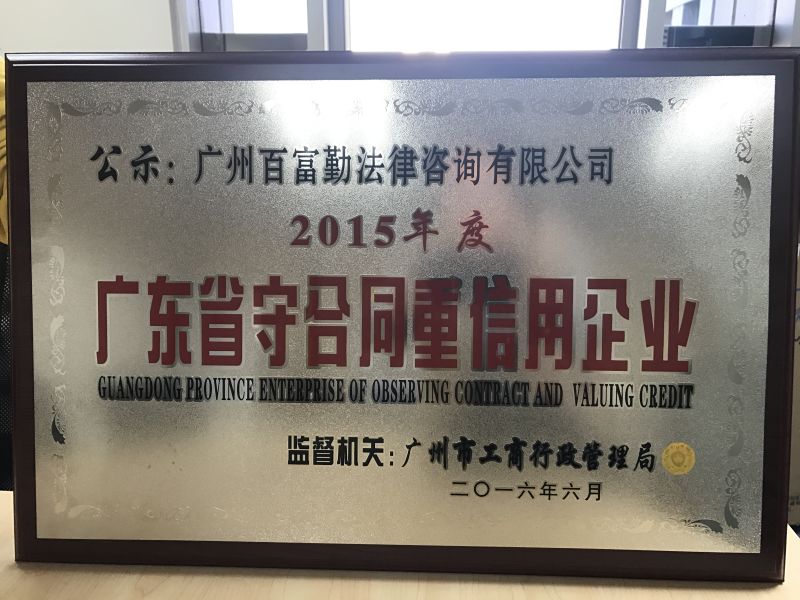 公示：广州百富勤法律咨询有限公司
2015年度
广东省守合同重信用企业
GUANGDONG PROVINCE ENTERPRISE OF OBSERVING CONTRACT AND VALUING CREDIT
监督机关：广州市工商行政管理局
二〇一六年六月